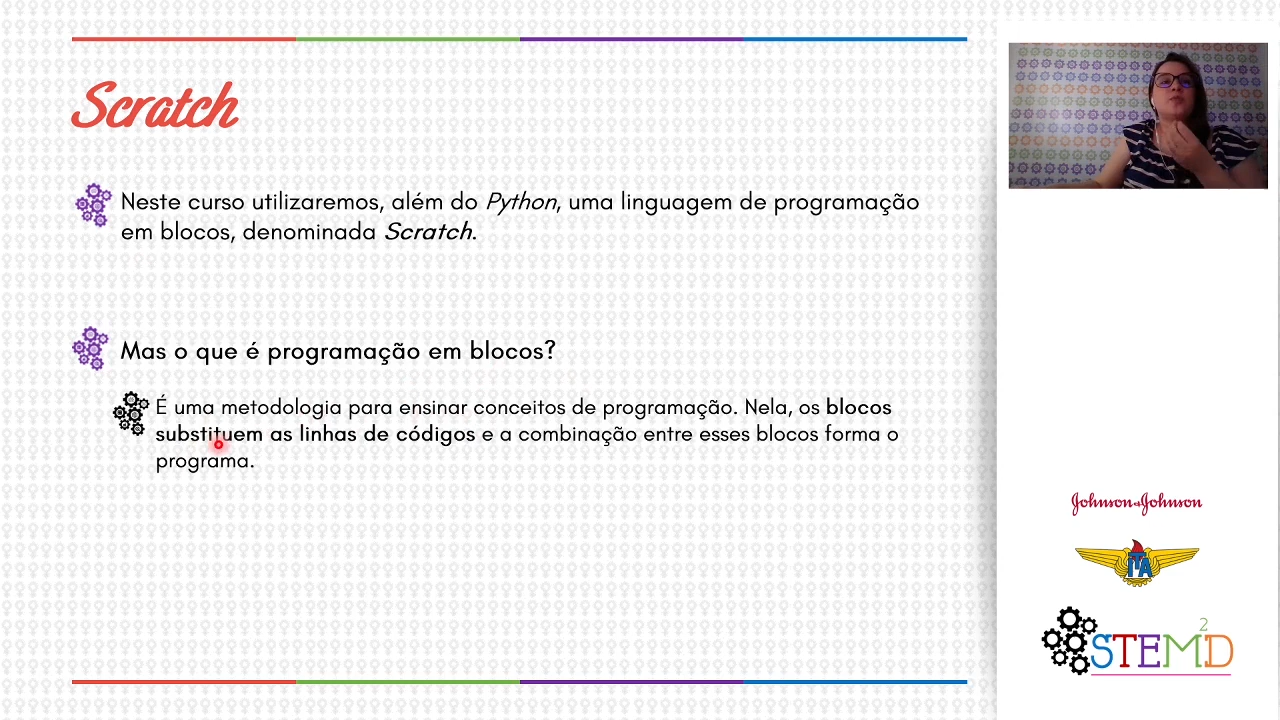 Scratch
Neste curso utilizaremos, além do Python, uma linguagem de programação
em blocos, denominada Scratch.
Mas o que é programação em blocos?
É uma metodologia para ensinar conceitos de programação. Nela, os blocos
substituem as linhas de códigos e a combinação entre esses blocos forma o
programa.
Johnson & Johnson
ITA
STEM2D